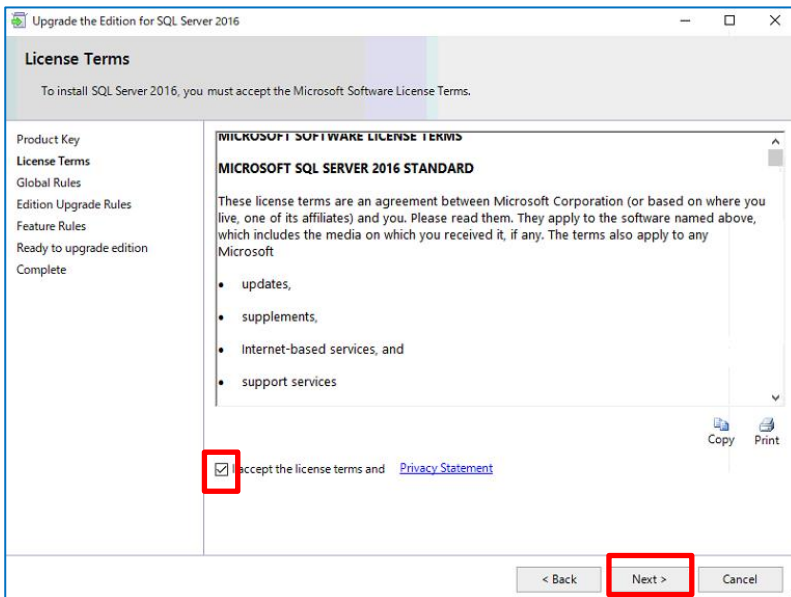 Upgrade the Edition for SQL Server 2016
License Terms
To install SQL Server 2016, you must accept the Microsoft Software License Terms.
Product Key
License Terms
Global Rules
Edition Upgrade Rules
Feature Rules
Ready to upgrade edition
Complete
MICROSOFT SOFTWARE LICENSE TERMS
MICROSOFT SQL SERVER 2016 STANDARD
These license terms are an agreement between Microsoft Corporation (or based on where you
live, one of its affiliates) and you. Please read them. They apply to the software named above,
which includes the media on which you received it, if any. The terms also apply to any
Microsoft
• updates,
• supplements,
• Internet-based services, and
• support services
Copy Print
I accept the license terms and Privacy Statement
< Back Next > Cancel